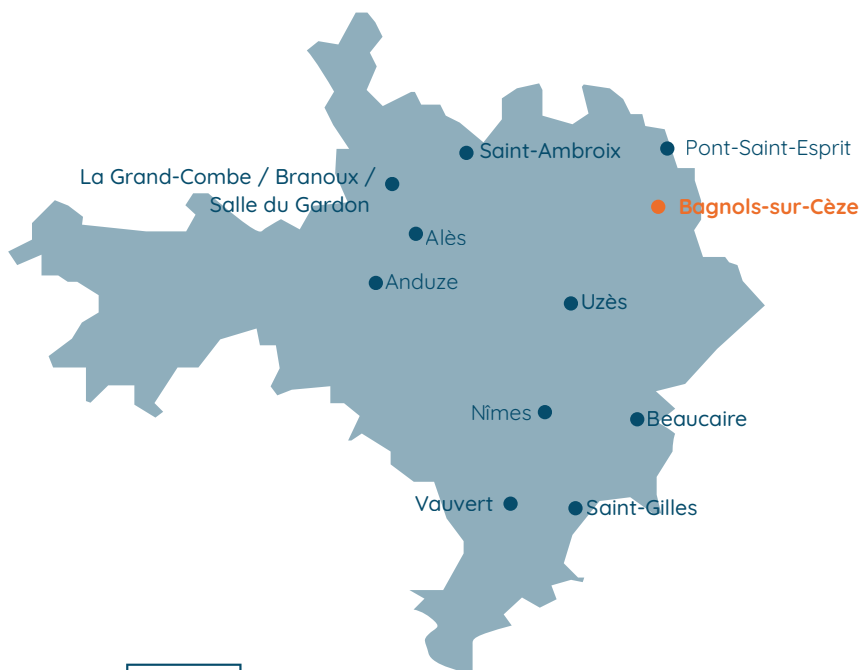 Saint-Ambroix
Pont-Saint-Esprit
La Grand-Combe / Branoux /
Salle du Gardon
Bagnols-sur-Cèze
Alès
Anduze
Uzès
Nîmes
Beaucaire
Vauvert
Saint-Gilles